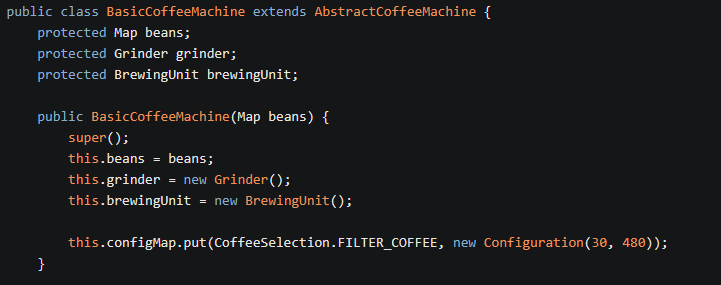 public class BasicCoffeeMachine extends AbstractCoffeeMachine {
    protected Map beans;
    protected Grinder grinder;
    protected BrewingUnit brewingUnit;

    public BasicCoffeeMachine(Map beans) {
        super();
        this.beans = beans;
        this.grinder = new Grinder();
        this.brewingUnit = new BrewingUnit();

        this.configMap.put(CoffeeSelection.FILTER_COFFEE, new Configuration(30, 480));
    }